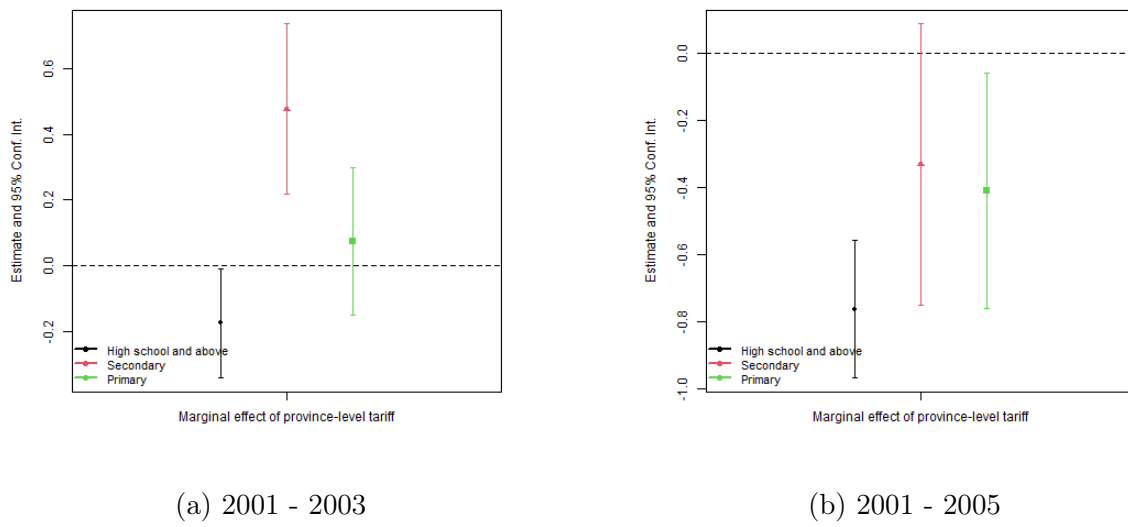 Estimate and 95% Conf. Int.
0.6
0.4
0.2
0.0
-0.2
High school and above
Secondary
Primary
Marginal effect of province-level tariff
(a) 2001 - 2003
Estimate and 95% Conf. Int.
0.0
-0.2
-0.4
-0.6
-0.8
-1.0
High school and above
Secondary
Primary
Marginal effect of province-level tariff
(b) 2001 - 2005